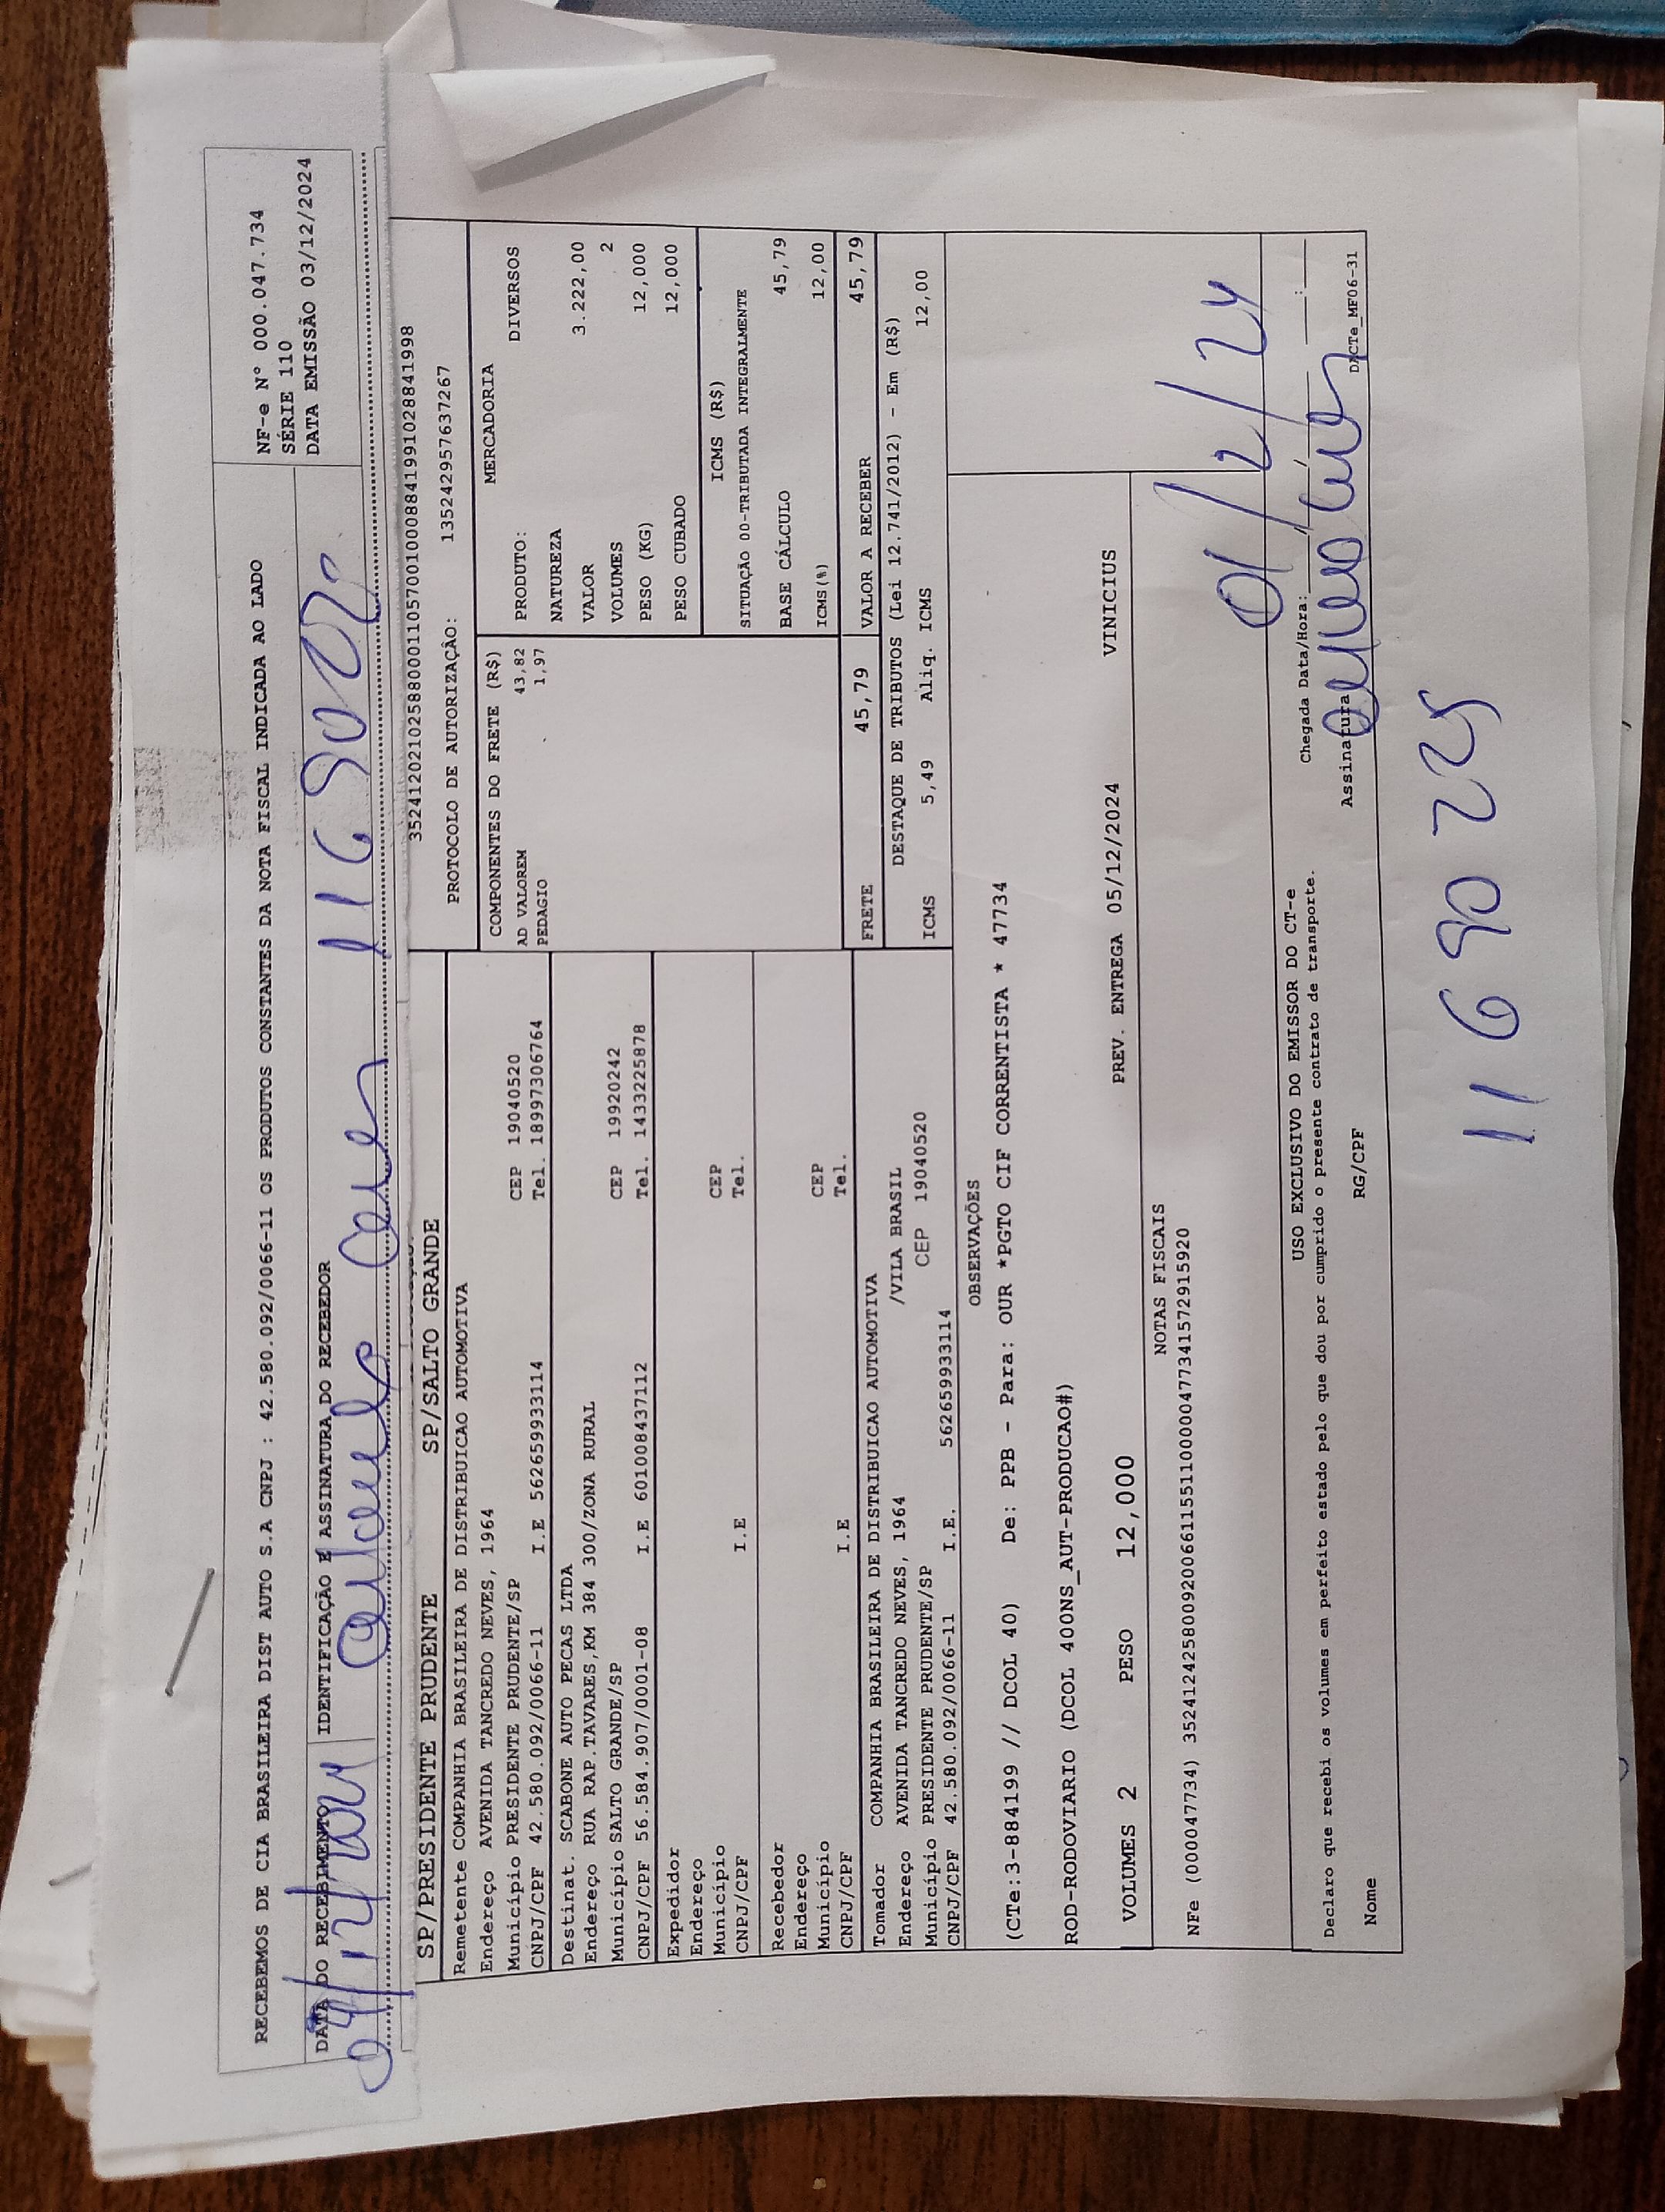 RECEBEMOS DE CIA BRASILEIRA DIST AUTO S.A CNPJ : 42.580.092/0066-11 OS PRODUTOS CONSTANTES DA NOTA FISCAL INDICADA AO LADO
NF-e N° 000.047.734
SÉRIE 110
DATA EMISSÃO 03/12/2024
DATA DO RECEBIMENTO
IDENTIFICAÇÃO E ASSINATURA DO RECEBEDOR
SP/PRESIDENTE PRUDENTE SP/SALTO GRANDE
35241202102588000110570010008841991028841998
PROTOCOLO DE AUTORIZAÇÃO: 135242957637267
Remetente COMPANHIA BRASILEIRA DE DISTRIBUICAO AUTOMOTIVA
Endereço AVENIDA TANCREDO NEVES, 1964
Município PRESIDENTE PRUDENTE/SP CEP 19040520
CNPJ/CPF 42.580.092/0066-11 I.E 562659933114 Tel. 18997306764
Destinat. SCABONE AUTO PECAS LTDA
Endereço RUA RAP.TAVARES,KM 384 300/ZONA RURAL
Município SALTO GRANDE/SP CEP 19920242
CNPJ/CPF 56.584.907/0001-08 I.E 601008437112 Tel. 1433225878
Expedidor
Endereço
Município CEP
CNPJ/CPF I.E Tel.
Recebedor
Endereço
Município CEP
CNPJ/CPF I.E Tel.
Tomador COMPANHIA BRASILEIRA DE DISTRIBUICAO AUTOMOTIVA
Endereço AVENIDA TANCREDO NEVES, 1964 /VILA BRASIL
Município PRESIDENTE PRUDENTE/SP CEP 19040520
CNPJ/CPF 42.580.092/0066-11 I.E. 562659933114
COMPONENTES DO FRETE (R$)
AD VALOREM 43,82
PEDAGIO 1,97
MERCADORIA
PRODUTO: DIVERSOS
NATUREZA
VALOR 3.222,00
VOLUMES 2
PESO (KG) 12,000
PESO CUBADO 12,000
ICMS (R$)
SITUAÇÃO 00-TRIBUTADA INTEGRALMENTE
BASE CÁLCULO 45,79
ICMS(%) 12,00
FRETE 45,79 VALOR A RECEBER 45,79
DESTAQUE DE TRIBUTOS (Lei 12.741/2012) - Em (R$)
ICMS 5,49 Aliq. ICMS 12,00
OBSERVAÇÕES
(CTe:3-884199 // DCOL 40) De: PPB - Para: OUR *PGTO CIF CORRENTISTA * 47734
ROD-RODOVIARIO (DCOL 400NS_AUT-PRODUCAO#)
VOLUMES 2 PESO 12,000 PREV. ENTREGA 05/12/2024 VINICIUS
NOTAS FISCAIS
NFe (000047734) 35241242580092006611551100000477341572915920
USO EXCLUSIVO DO EMISSOR DO CT-e
Declaro que recebi os volumes em perfeito estado pelo que dou por cumprido o presente contrato de transporte.
Chegada Data/Hora:
Nome RG/CPF Assinatura
DACTe_MF06-31